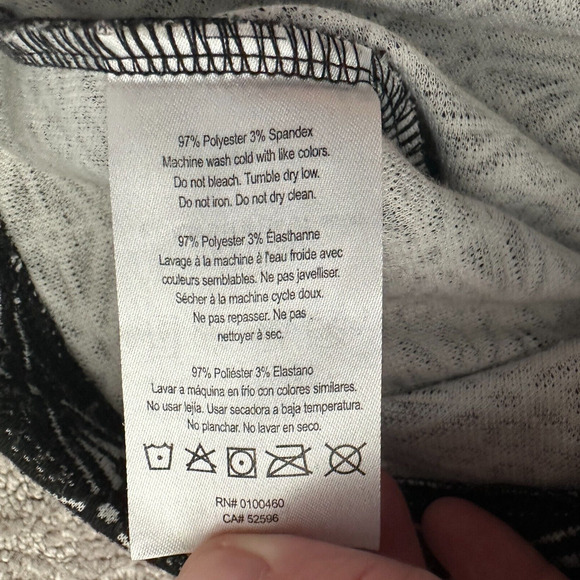 97% Polyester 3% Spandex
Machine wash cold with like colors.
Do not bleach. Tumble dry low.
Do not iron. Do not dry clean.
97% Polyester 3% Élasthanne
Lavage à la machine à l'eau froide avec
couleurs semblables. Ne pas javelliser.
Sécher à la machine cycle doux.
Ne pas repasser. Ne pas
nettoyer à sec.
97% Poliéster 3% Elastano
Lavar a máquina en frío con colores similares.
No usar lejía. Usar secadora a baja temperatura.
No planchar. No lavar en seco.
RN# 0100460
CA# 52596